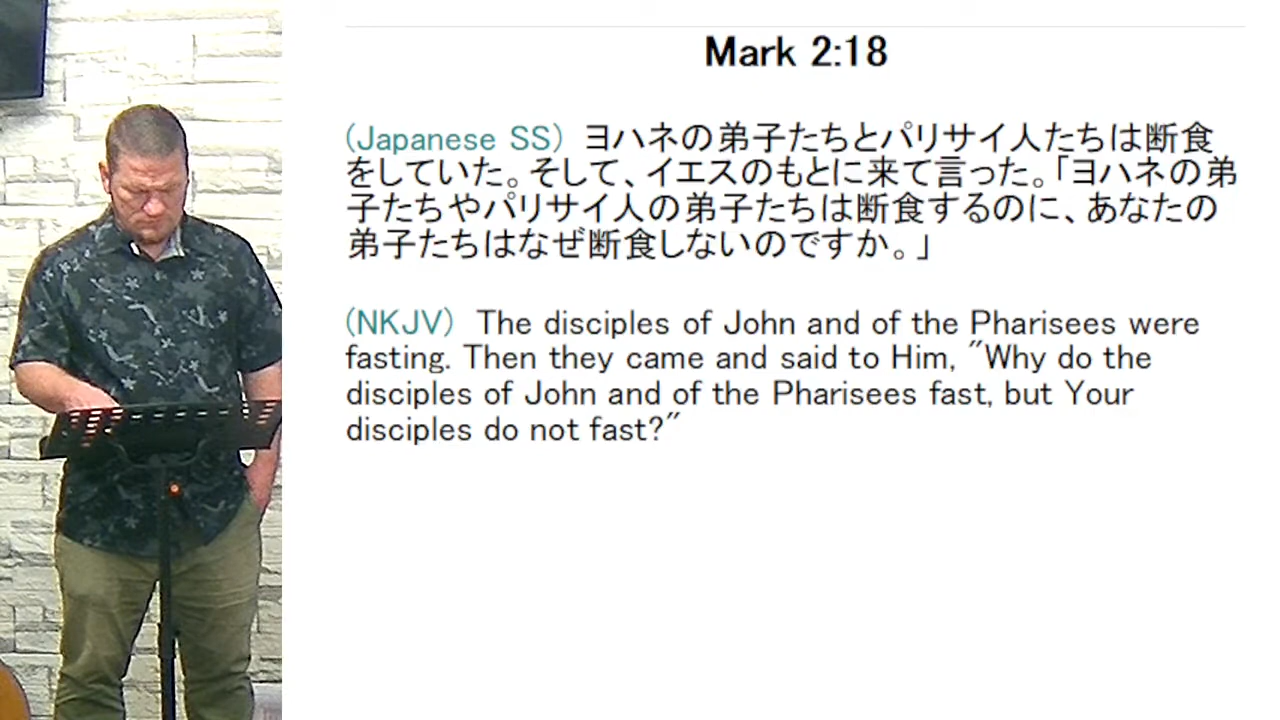 Mark 2:18
(Japanese SS) ヨハネの弟子たちとパリサイ人たちは断食
をしていた。そして、イエスのもとに来て言った。「ヨハネの弟
子たちやパリサイ人の弟子たちは断食するのに、あなたの
弟子たちはなぜ断食しないのですか。」
(NKJV) The disciples of John and of the Pharisees were
fasting. Then they came and said to Him, "Why do the
disciples of John and of the Pharisees fast, but Your
disciples do not fast?"